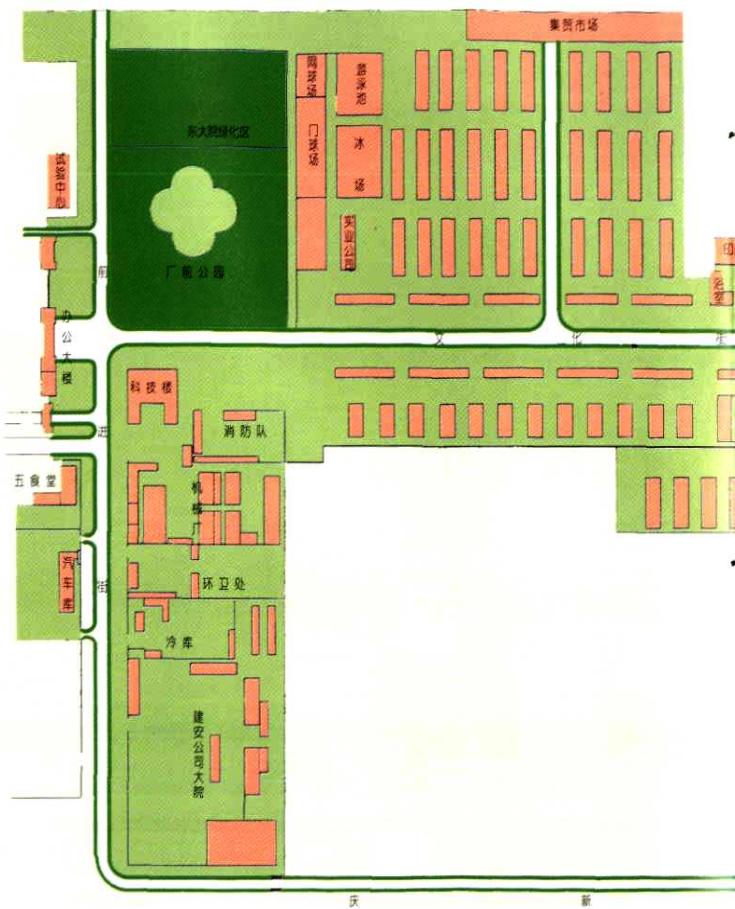 集贸市场
网球场
游泳池
东大院绿化区
门球场
冰场
试验中心
实业公司
厂前公园
前
印
办公大楼
文化
科技楼
进
消防队
五食堂
机械厂
汽车库
环卫处
街
冷库
建安公司大院
庆新